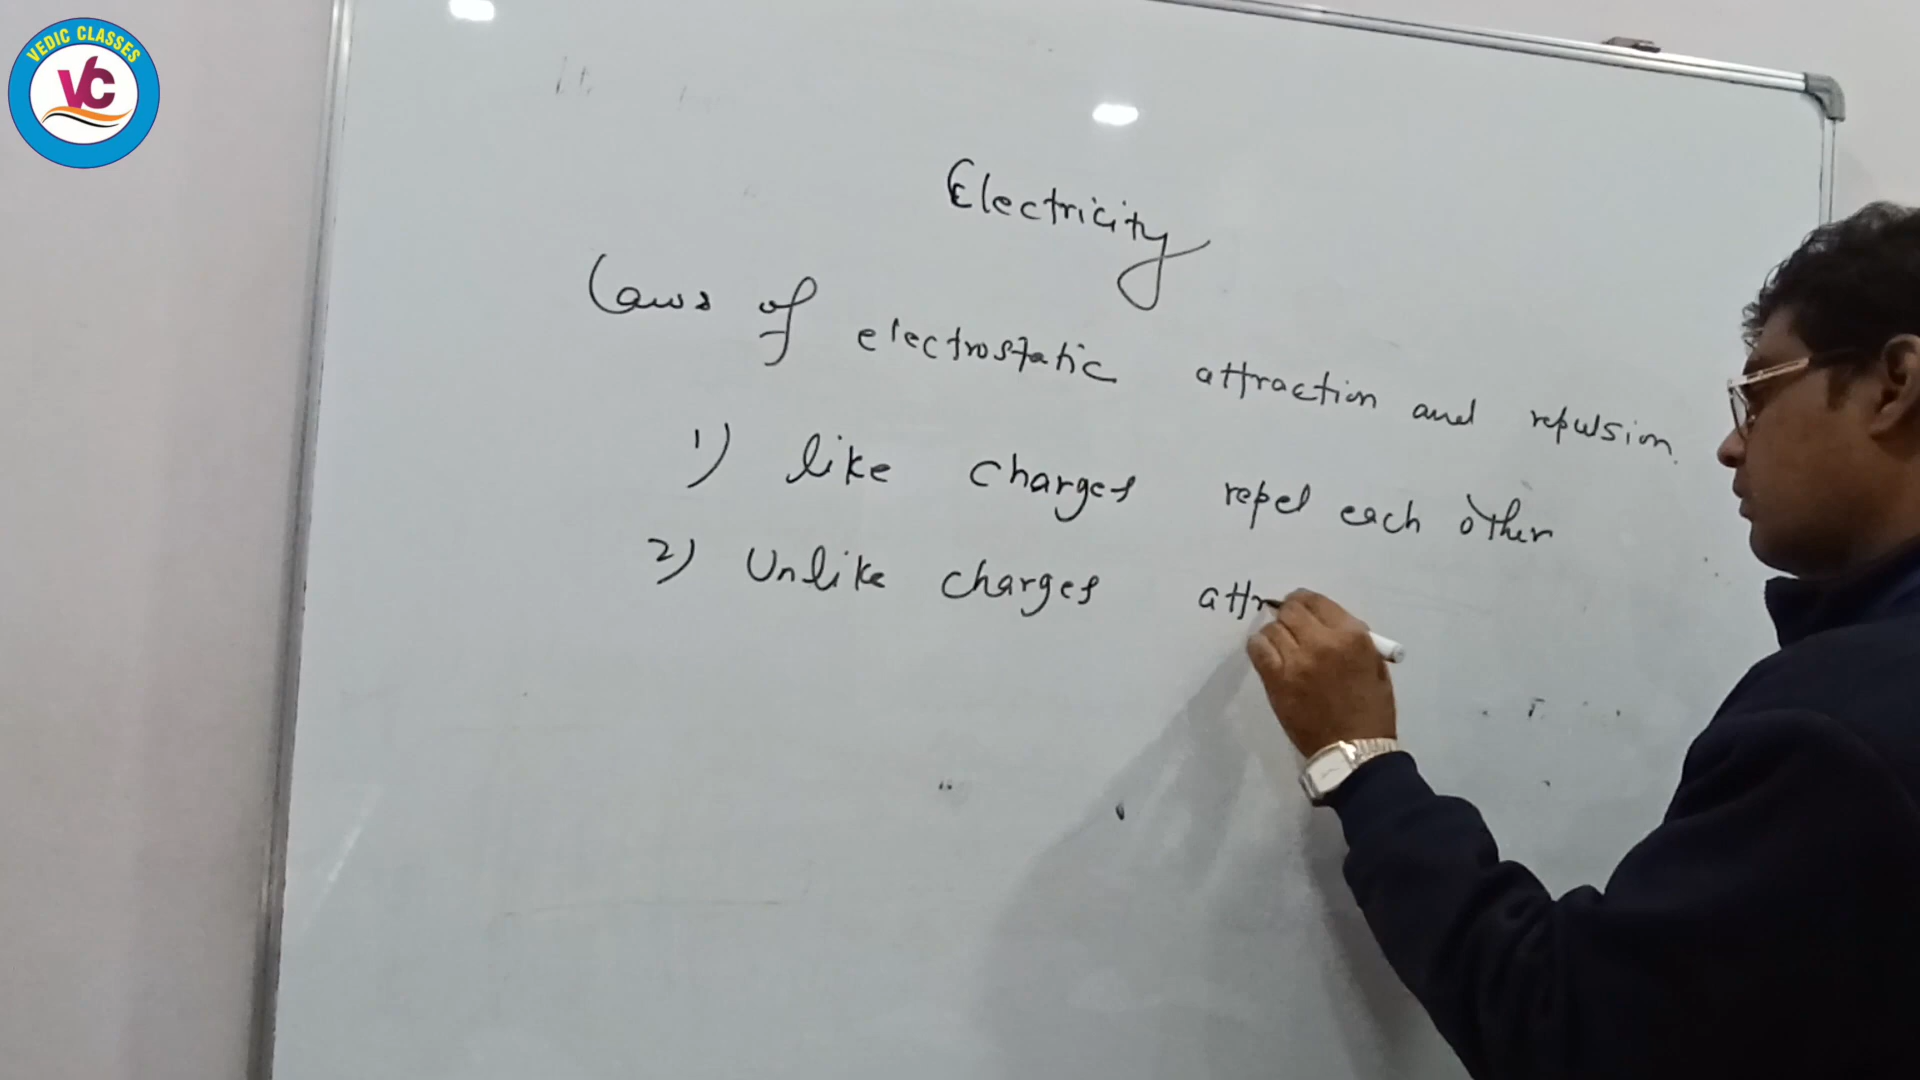 VEDIC CLASSES
VC
Electricity
Laws of electrostatic attraction and repulsion.
1) like charges repel each other
2) Unlike charges attr